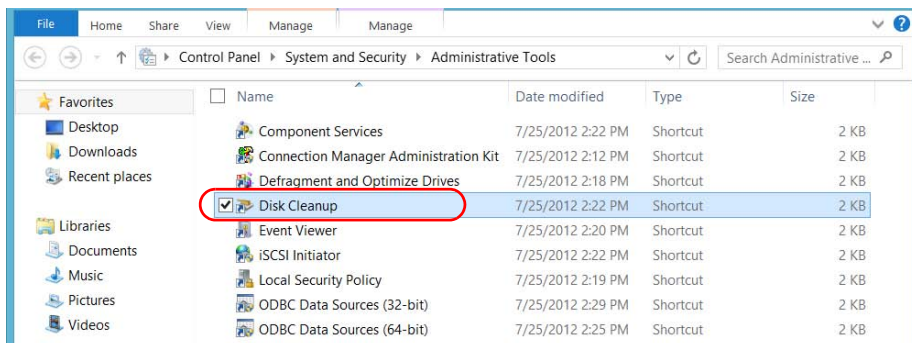 File Home Share View Manage Manage
Control Panel System and Security Administrative Tools Search Administrative ...
Name Date modified Type Size
Favorites
Desktop
Downloads
Recent places
Libraries
Documents
Music
Pictures
Videos
Component Services 7/25/2012 2:22 PM Shortcut 2 KB
Connection Manager Administration Kit 7/25/2012 2:12 PM Shortcut 2 KB
Defragment and Optimize Drives 7/25/2012 2:18 PM Shortcut 2 KB
Disk Cleanup 7/25/2012 2:22 PM Shortcut 2 KB
Event Viewer 7/25/2012 2:20 PM Shortcut 2 KB
iSCSI Initiator 7/25/2012 2:22 PM Shortcut 2 KB
Local Security Policy 7/25/2012 2:19 PM Shortcut 2 KB
ODBC Data Sources (32-bit) 7/25/2012 2:29 PM Shortcut 2 KB
ODBC Data Sources (64-bit) 7/25/2012 2:25 PM Shortcut 2 KB